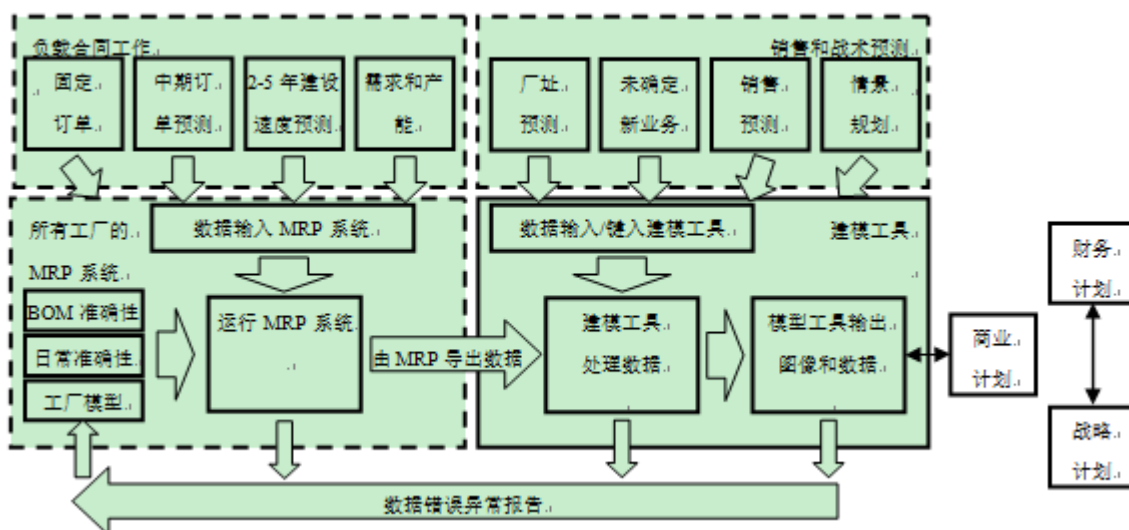 负载合同工作
销售和战术预测
固定
订单
中期订
单预测
2-5 年建设
速度预测
需求和产
能
厂址
预测
未确定
新业务
销售
预测
情景
规划
所有工厂的
MRP 系统
数据输入 MRP 系统
数据输入/键入建模工具
建模工具
BOM 准确性
日常准确性
工厂模型
运行 MRP 系统
由 MRP 导出数据
建模工具
处理数据
模型工具输出
图像和数据
商业
计划
财务
计划
战略
计划
数据错误异常报告